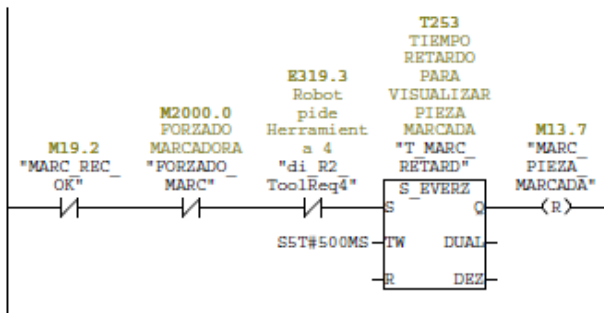 T253
TIEMPO
RETARDO
E319.3 PARA
Robot VISUALIZAR
M2000.0 pide PIEZA
FORZADO Herramient MARCADA M13.7
M19.2 MARCADORA a 4 "T_MARC_ "MARC_
"MARC_REC_ "FORZADO_ "di_R2_ RETARD" PIEZA_
OK" MARC" ToolReq4" S_EVERZ MARCADA"
S Q (R)
S5T#500MS TW DUAL
R DEZ